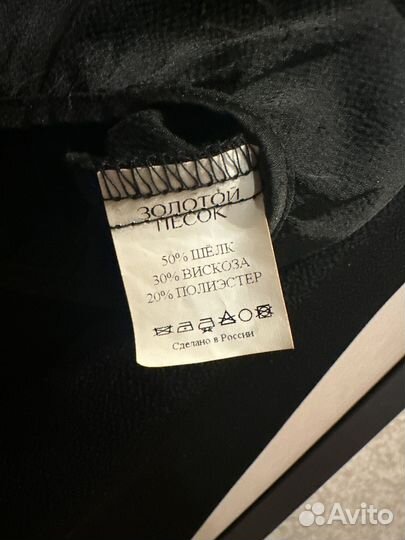 ЗОЛОТОЙ
ПЕСОК
50% ШЁЛК
30% ВИСКОЗА
20% ПОЛИЭСТЕР
Сделано в России
Avito